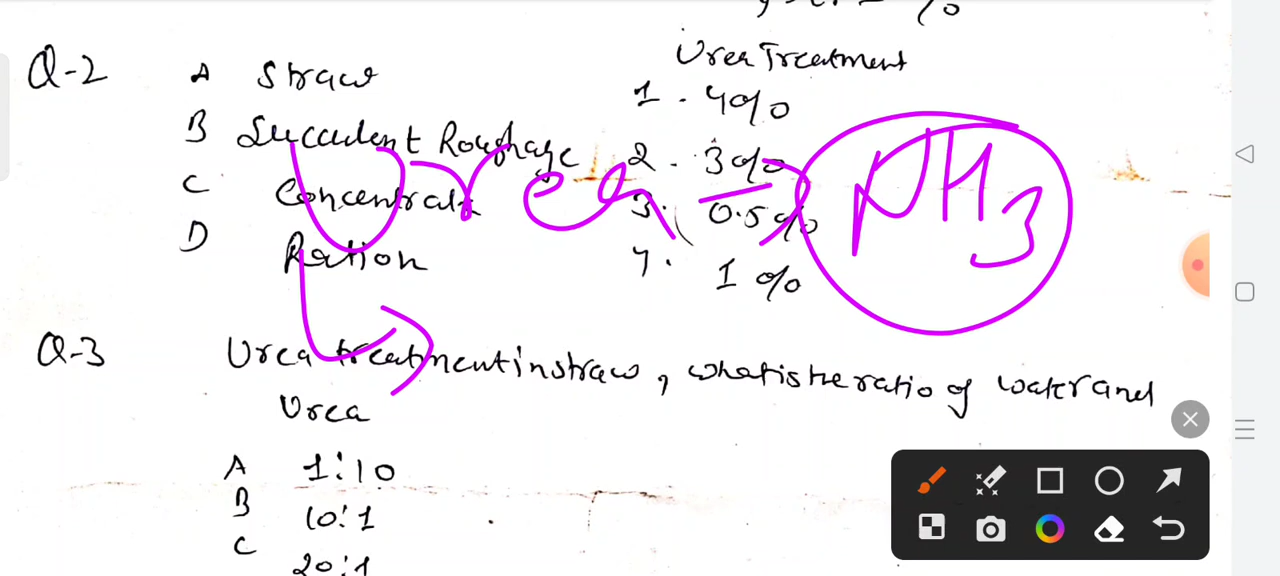 Urea Treatment
Q-2 A Straw 1. 4%
B Succulent Roughage 2. 3%
C Concentrate 3. 0.5%
D Ration 4. 1%
Urea → NH3
Q-3 Urea treatment in straw, what is the ratio of water and
Urea
A 1:10
B 10:1
C 20:1